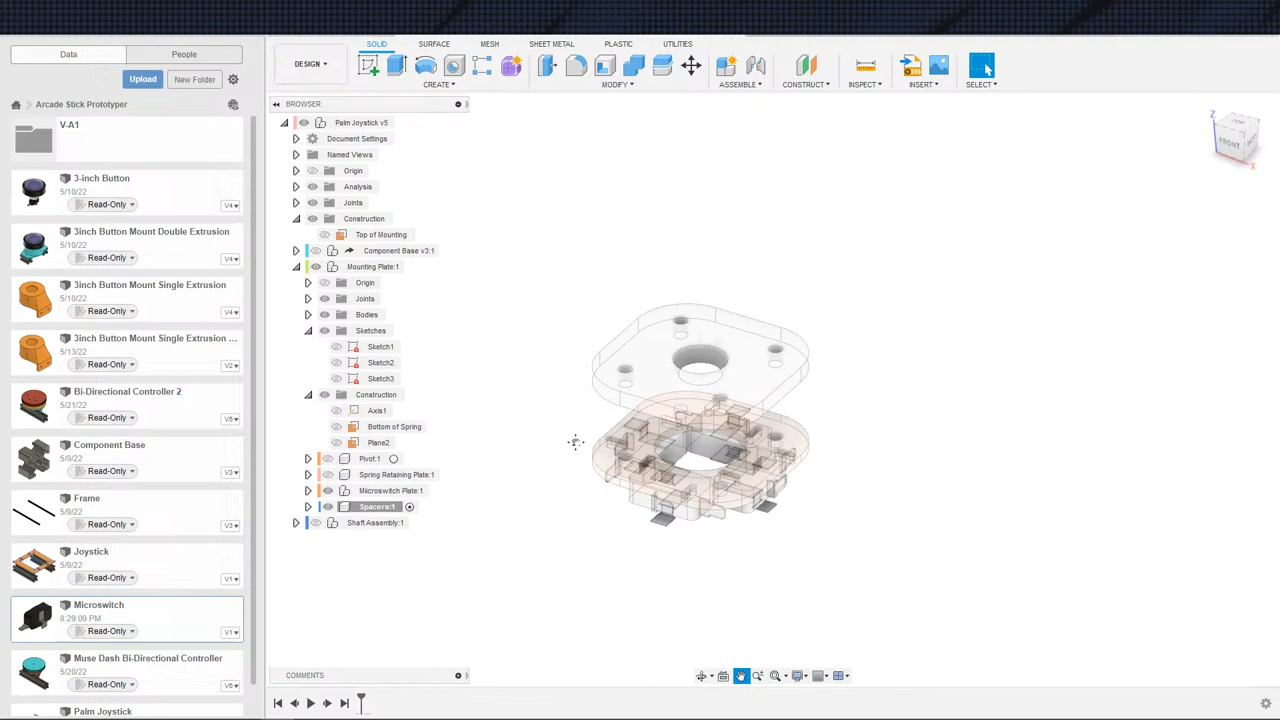 Data
People
Upload
New Folder
Arcade Stick Prototyper
V-A1
3-inch Button
5/10/22
Read-Only
V4
3inch Button Mount Double Extrusion
5/10/22
Read-Only
V4
3inch Button Mount Single Extrusion
5/10/22
Read-Only
V4
3inch Button Mount Single Extrusion ...
5/13/22
Read-Only
V2
Bi-Directional Controller 2
5/21/22
Read-Only
Component Base
5/9/22
Read-Only
V3
Frame
5/9/22
Read-Only
V3
Joystick
5/9/22
Read-Only
V1
Microswitch
8:29:09 PM
Read-Only
V1
Muse Dash Bi-Directional Controller
5/20/22
Read-Only
Palm Joystick
SOLID
SURFACE
MESH
SHEET METAL
PLASTIC
UTILITIES
DESIGN
CREATE
MODIFY
ASSEMBLE
CONSTRUCT
INSPECT
INSERT
SELECT
BROWSER
Palm Joystick v5
Document Settings
Named Views
Origin
Analysis
Joints
Construction
Top of Mounting
Component Base v3:1
Mounting Plate:1
Origin
Joints
Bodies
Sketches
Sketch1
Sketch2
Sketch3
Construction
Axis1
Bottom of Spring
Plane2
Pivot:1
Spring Retaining Plate:1
Microswitch Plate:1
Spacers:1
Shaft Assembly:1
Z
TOP
FRONT
X
COMMENTS